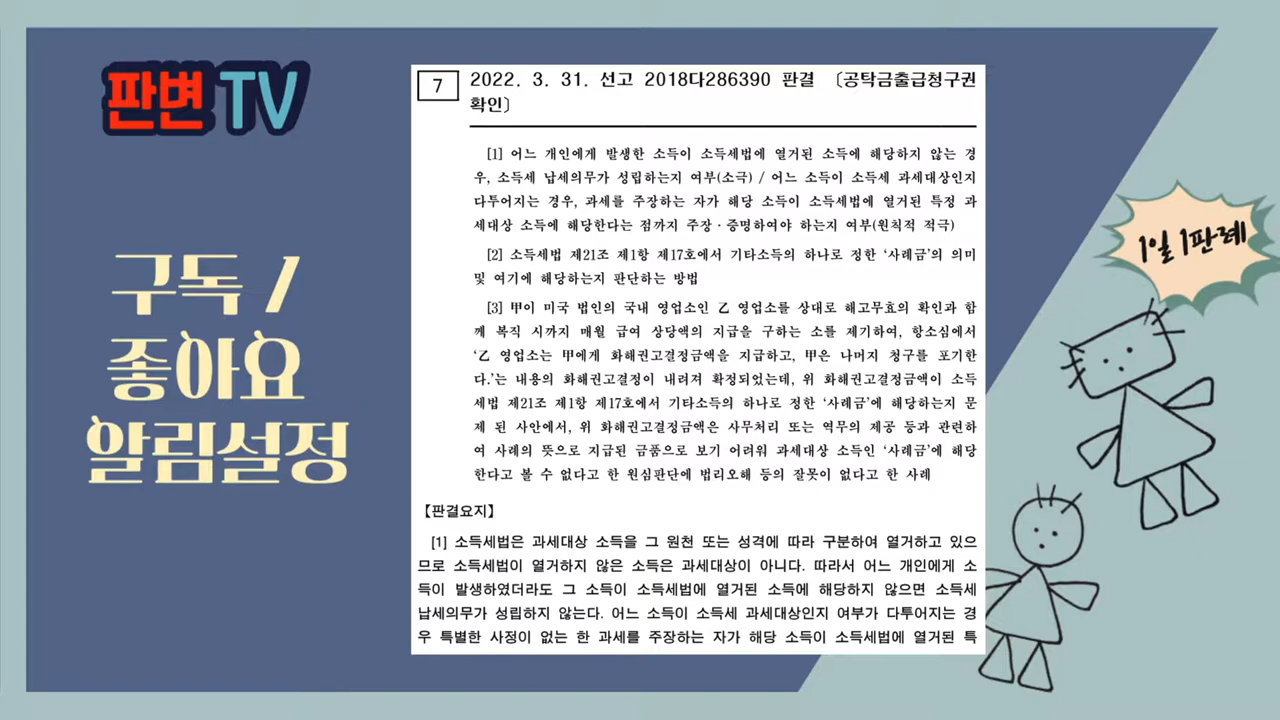 판변 TV
구독 /
좋아요
알림설정
1일 1판례
7
2022. 3. 31. 선고 2018다286390 판결 〔공탁금출급청구권
확인〕
[1] 어느 개인에게 발생한 소득이 소득세법에 열거된 소득에 해당하지 않는 경
우, 소득세 납세의무가 성립하는지 여부(소극) / 어느 소득이 소득세 과세대상인지
다투어지는 경우, 과세를 주장하는 자가 해당 소득이 소득세법에 열거된 특정 과
세대상 소득에 해당한다는 점까지 주장·증명하여야 하는지 여부(원칙적 적극)
[2] 소득세법 제21조 제1항 제17호에서 기타소득의 하나로 정한 ‘사례금’의 의미
및 여기에 해당하는지 판단하는 방법
[3] 甲이 미국 법인의 국내 영업소인 乙 영업소를 상대로 해고무효의 확인과 함
께 복직 시까지 매월 급여 상당액의 지급을 구하는 소를 제기하여, 항소심에서
‘乙 영업소는 甲에게 화해권고결정금액을 지급하고, 甲은 나머지 청구를 포기한
다.’는 내용의 화해권고결정이 내려져 확정되었는데, 위 화해권고결정금액이 소득
세법 제21조 제1항 제17호에서 기타소득의 하나로 정한 ‘사례금’에 해당하는지 문
제 된 사안에서, 위 화해권고결정금액은 사무처리 또는 역무의 제공 등과 관련하
여 사례의 뜻으로 지급된 금품으로 보기 어려워 과세대상 소득인 ‘사례금’에 해당
한다고 볼 수 없다고 한 원심판단에 법리오해 등의 잘못이 없다고 한 사례
【판결요지】
[1] 소득세법은 과세대상 소득을 그 원천 또는 성격에 따라 구분하여 열거하고 있으
므로 소득세법이 열거하지 않은 소득은 과세대상이 아니다. 따라서 어느 개인에게 소
득이 발생하였더라도 그 소득이 소득세법에 열거된 소득에 해당하지 않으면 소득세
납세의무가 성립하지 않는다. 어느 소득이 소득세 과세대상인지 여부가 다투어지는 경
우 특별한 사정이 없는 한 과세를 주장하는 자가 해당 소득이 소득세법에 열거된 특